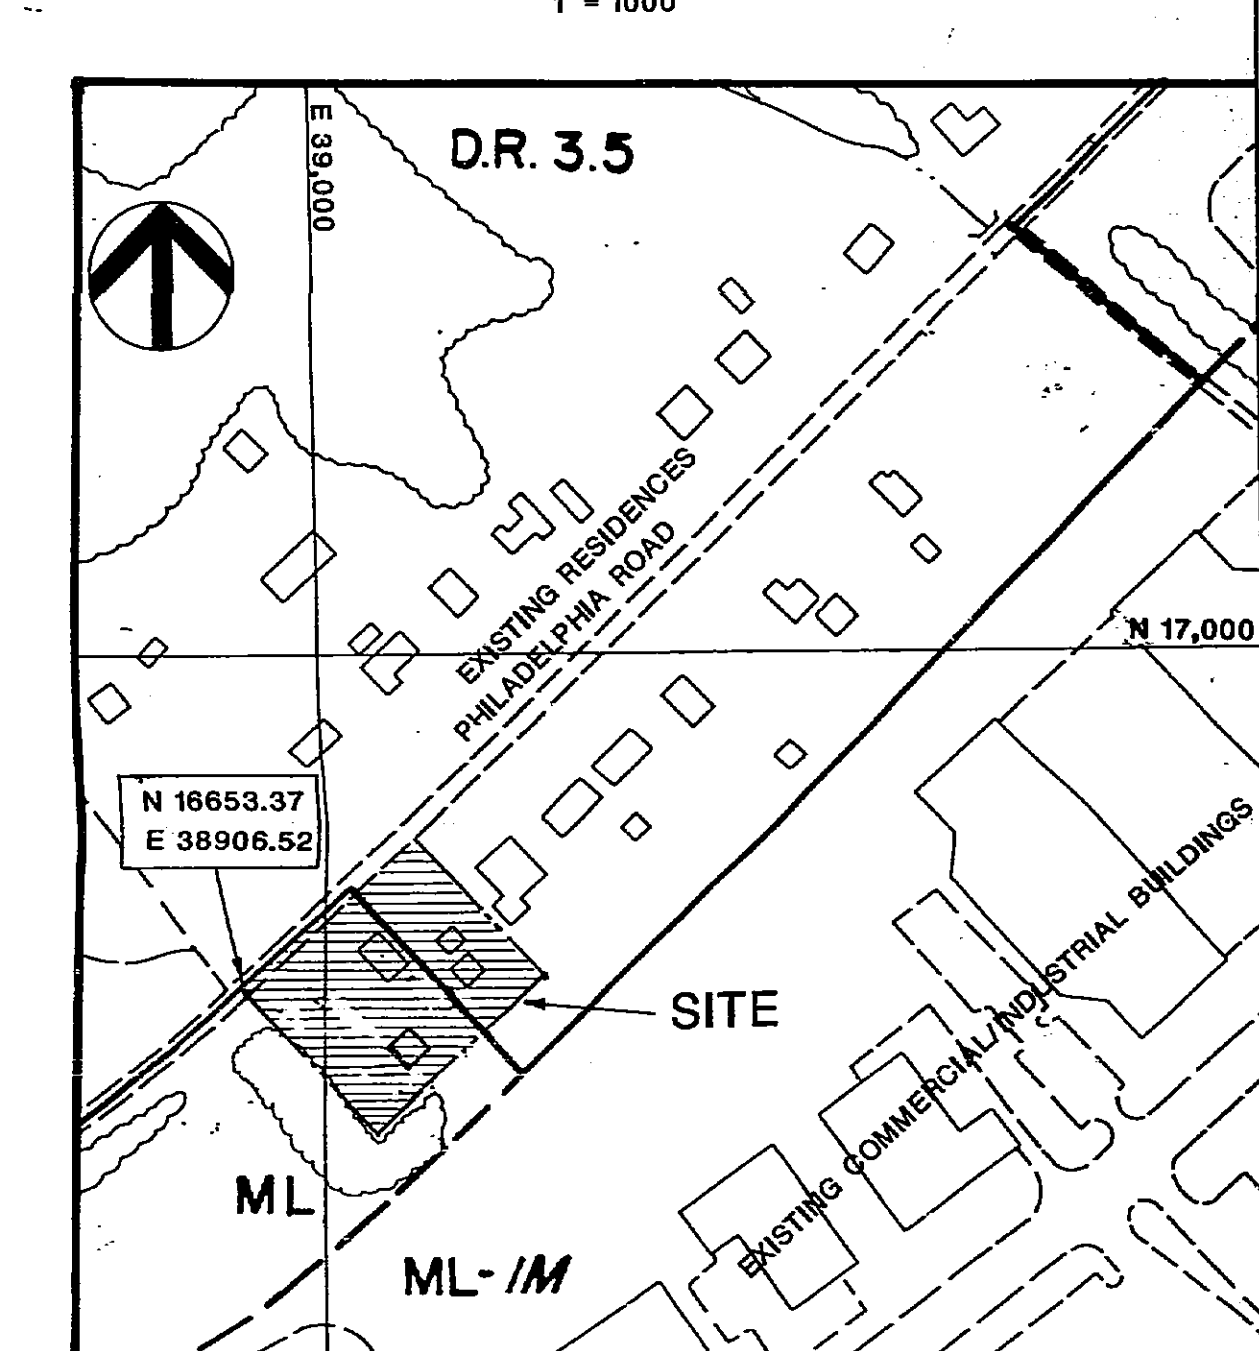 1" = 1000'
E 39,000
D.R. 3.5
EXISTING RESIDENCES
PHILADELPHIA ROAD
N 17,000
N 16653.37
E 38906.52
SITE
EXISTING COMMERCIAL/INDUSTRIAL BUILDINGS
ML
ML-IM